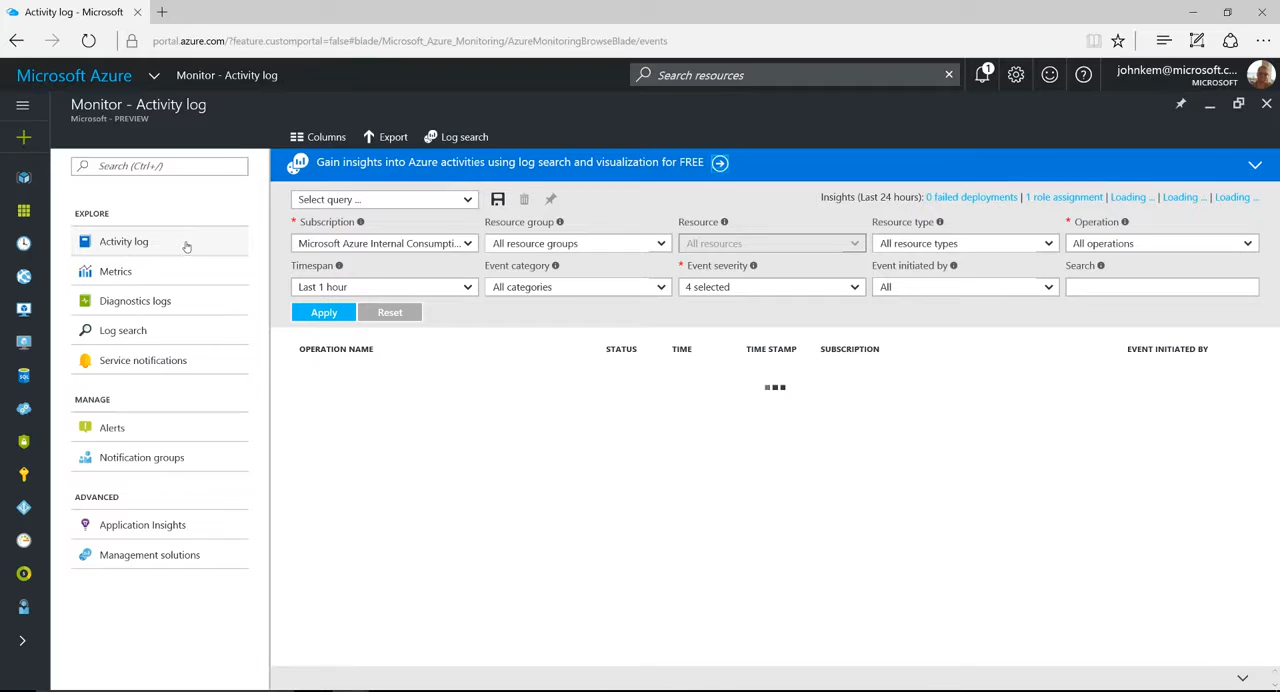 Activity log - Microsoft
portal.azure.com/?feature.customportal=false#blade/Microsoft_Azure_Monitoring/AzureMonitoringBrowseBlade/events
Microsoft Azure
Monitor - Activity log
Search resources
1
johnkem@microsoft.c...
MICROSOFT
Monitor - Activity log
Microsoft - PREVIEW
Columns
Export
Log search
Search (Ctrl+/)
Gain insights into Azure activities using log search and visualization for FREE
EXPLORE
Activity log
Metrics
Diagnostics logs
Log search
Service notifications
MANAGE
Alerts
Notification groups
ADVANCED
Application Insights
Management solutions
Select query ...
Insights (Last 24 hours): 0 failed deployments | 1 role assignment | Loading ... | Loading ... | Loading ...
* Subscription
Resource group
Resource
Resource type
* Operation
Microsoft Azure Internal Consumpti...
All resource groups
All resources
All resource types
All operations
Timespan
Event category
* Event severity
Event initiated by
Search
Last 1 hour
All categories
4 selected
All
Apply
Reset
OPERATION NAME
STATUS
TIME
TIME STAMP
SUBSCRIPTION
EVENT INITIATED BY
SQL